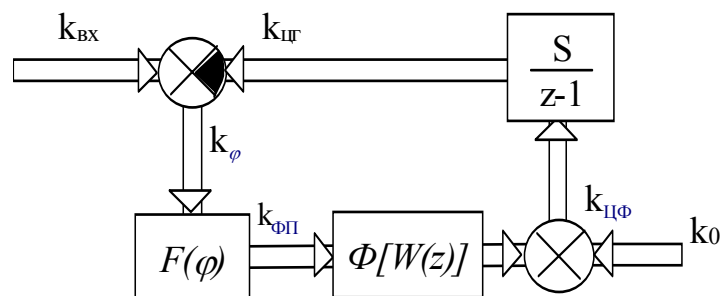 kвх
kцг
S
z-1
kφ
kЦФ
kФП
k0
F(φ)
Φ[W(z)]